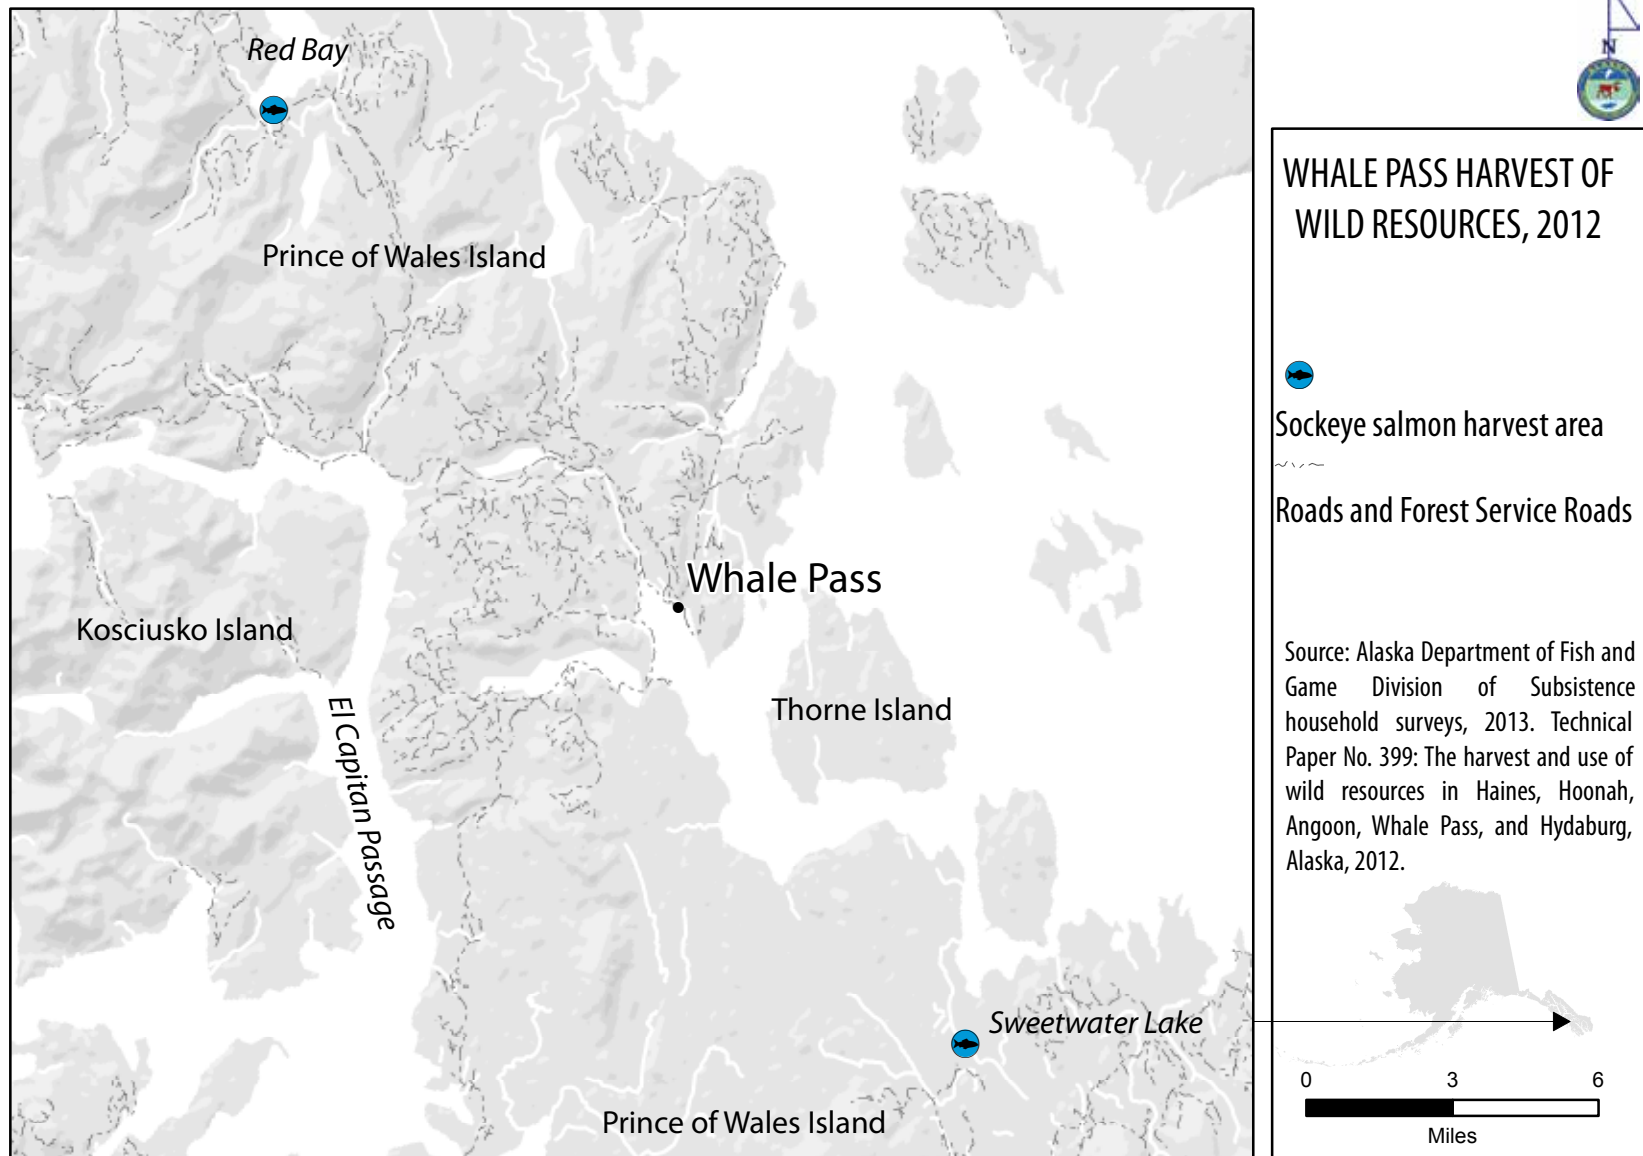 Red Bay
Prince of Wales Island
Whale Pass
Kosciusko Island
Thorne Island
El Capitan Passage
Sweetwater Lake
Prince of Wales Island
N
WHALE PASS HARVEST OF
WILD RESOURCES, 2012
Sockeye salmon harvest area
Roads and Forest Service Roads
Source: Alaska Department of Fish and
Game Division of Subsistence
household surveys, 2013. Technical
Paper No. 399: The harvest and use of
wild resources in Haines, Hoonah,
Angoon, Whale Pass, and Hydaburg,
Alaska, 2012.
0 3 6
Miles